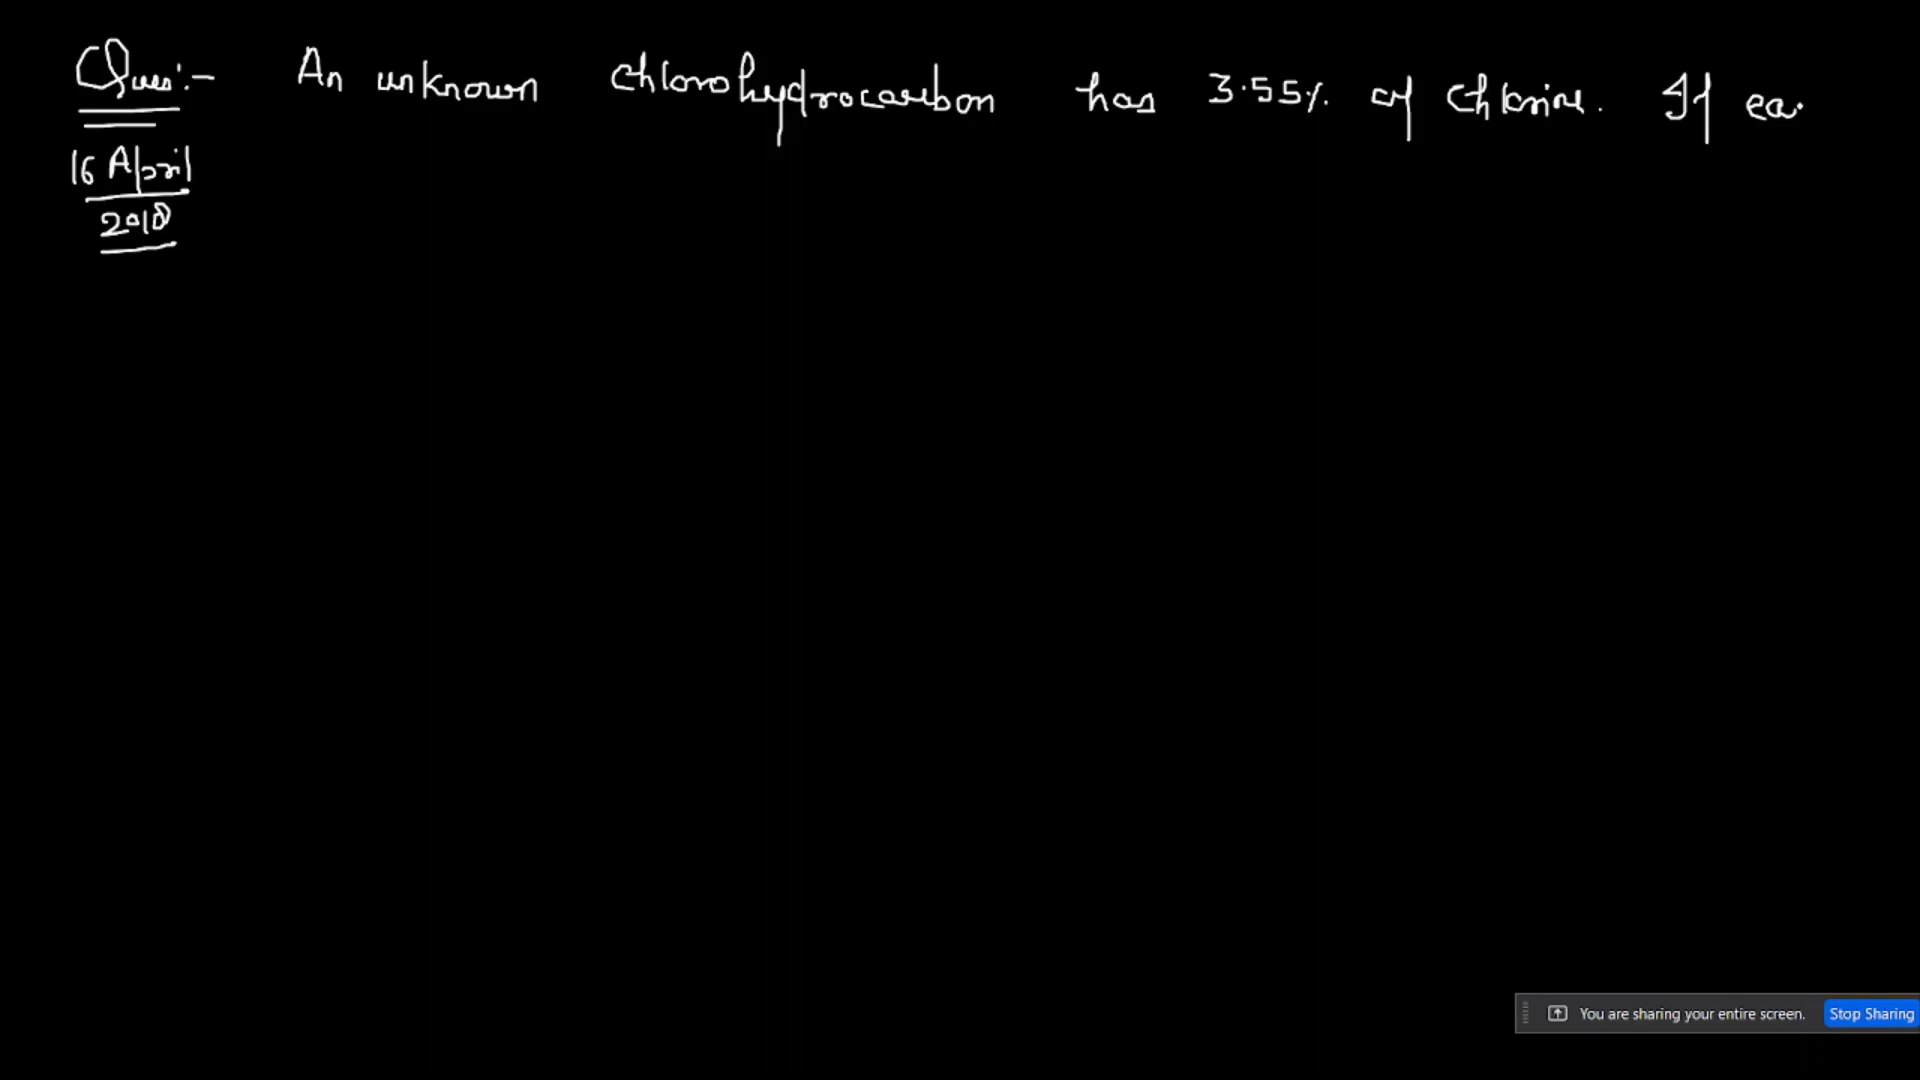 Ques:- An unknown chlorohydrocarbon has 3.55% of chlorine. If ea
16 April
2018
You are sharing your entire screen. Stop Sharing